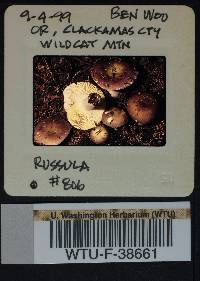 9-4-99 BEN WOO
OR, CLACKAMAS CTY
WILDCAT MTN
RUSSULA
#806
U. Washington Herbarium (WTU)
WTU-F-38661